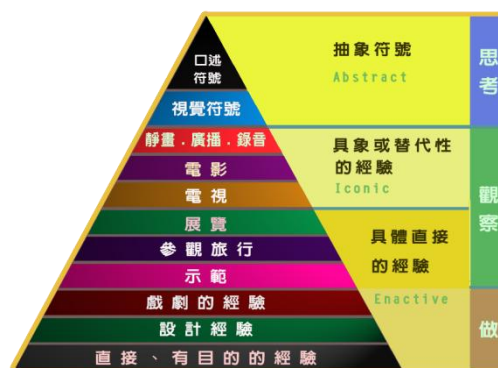 口述
符號
視覺符號
靜畫.廣播.錄音
電影
電視
展覽
參觀旅行
示範
戲劇的經驗
設計經驗
直接、有目的的經驗
抽象符號
Abstract
具象或替代性
的經驗
Iconic
具體直接
的經驗
Enactive
思考
觀察
做